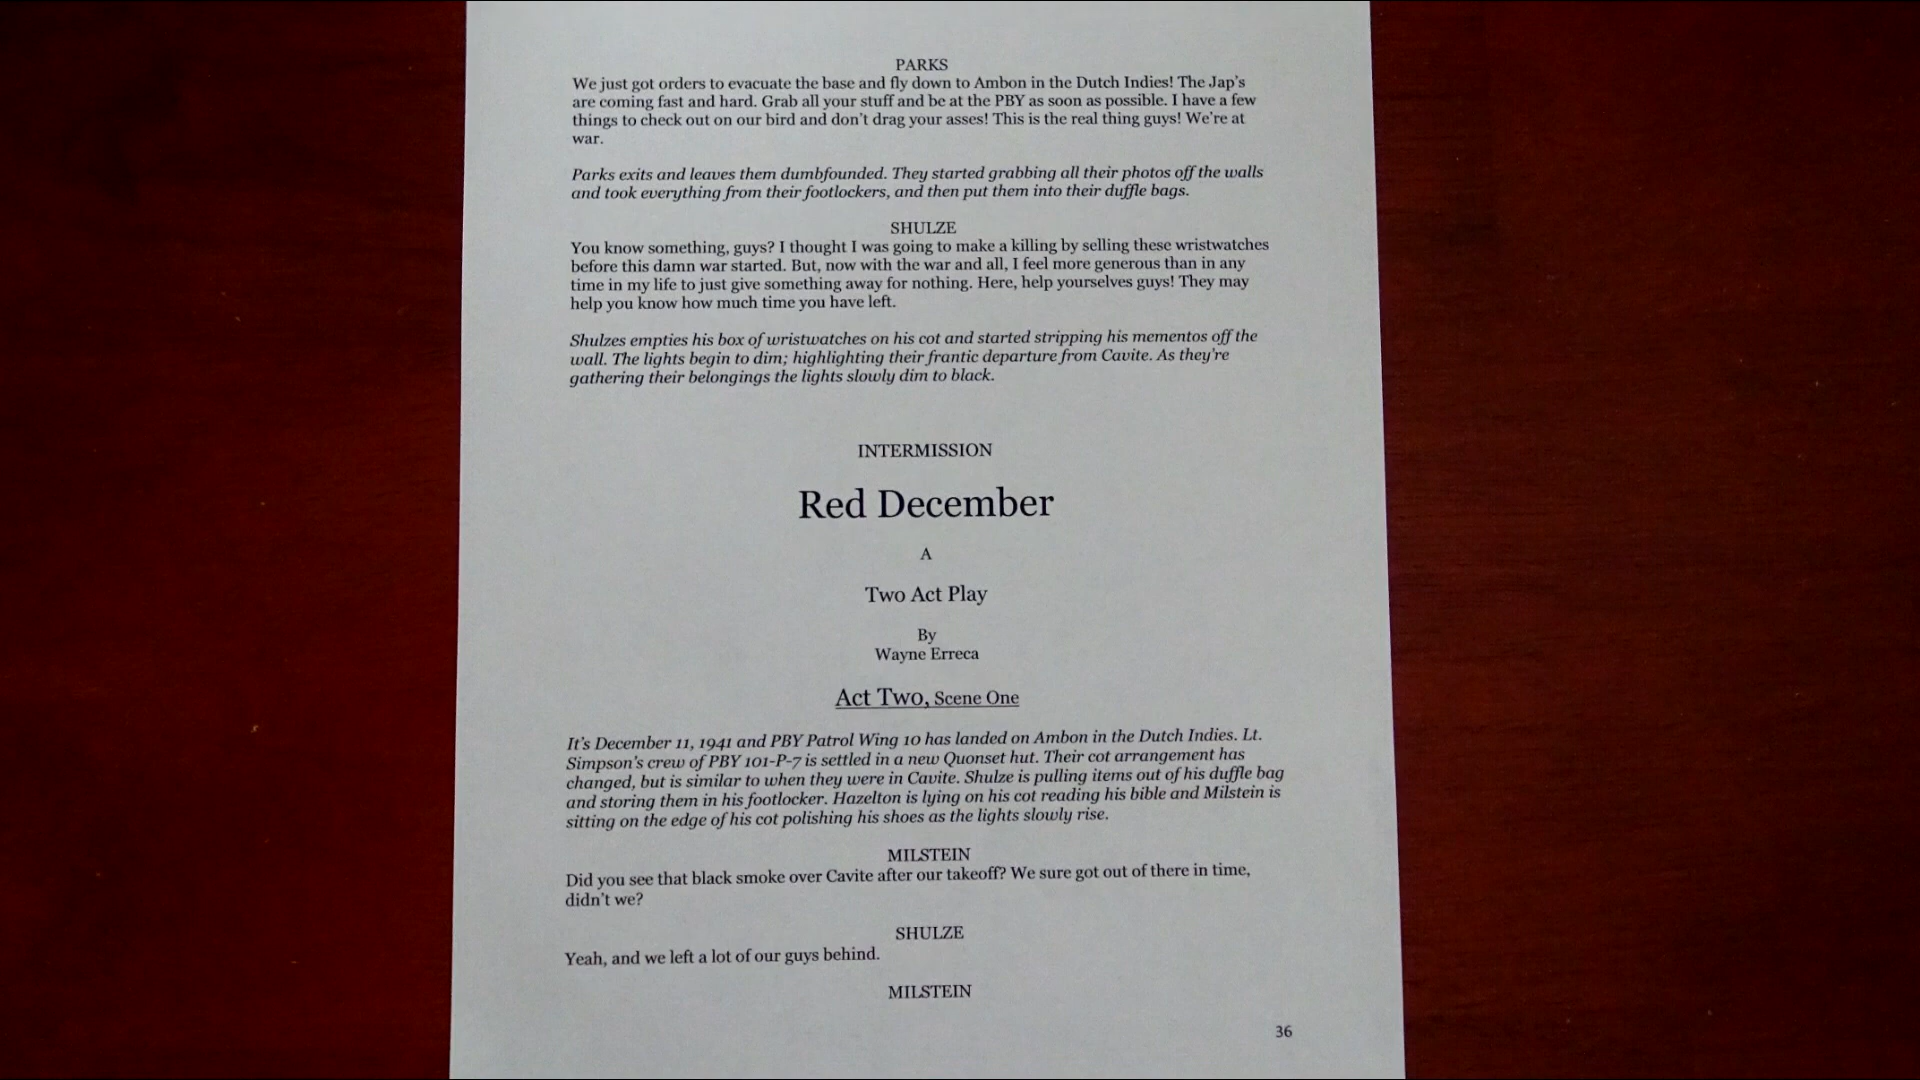 PARKS
We just got orders to evacuate the base and fly down to Ambon in the Dutch Indies! The Jap's
are coming fast and hard. Grab all your stuff and be at the PBY as soon as possible. I have a few
things to check out on our bird and don't drag your asses! This is the real thing guys! We're at
war.
Parks exits and leaves them dumbfounded. They started grabbing all their photos off the walls
and took everything from their footlockers, and then put them into their duffle bags.
SHULZE
You know something, guys? I thought I was going to make a killing by selling these wristwatches
before this damn war started. But, now with the war and all, I feel more generous than in any
time in my life to just give something away for nothing. Here, help yourselves guys! They may
help you know how much time you have left.
Shulzes empties his box of wristwatches on his cot and started stripping his mementos off the
wall. The lights begin to dim; highlighting their frantic departure from Cavite. As they're
gathering their belongings the lights slowly dim to black.
INTERMISSION
Red December
A
Two Act Play
By
Wayne Erreca
Act Two, Scene One
It's December 11, 1941 and PBY Patrol Wing 10 has landed on Ambon in the Dutch Indies. Lt.
Simpson's crew of PBY 101-P-7 is settled in a new Quonset hut. Their cot arrangement has
changed, but is similar to when they were in Cavite. Shulze is pulling items out of his duffle bag
and storing them in his footlocker. Hazelton is lying on his cot reading his bible and Milstein is
sitting on the edge of his cot polishing his shoes as the lights slowly rise.
MILSTEIN
Did you see that black smoke over Cavite after our takeoff? We sure got out of there in time,
didn't we?
SHULZE
Yeah, and we left a lot of our guys behind.
MILSTEIN
36